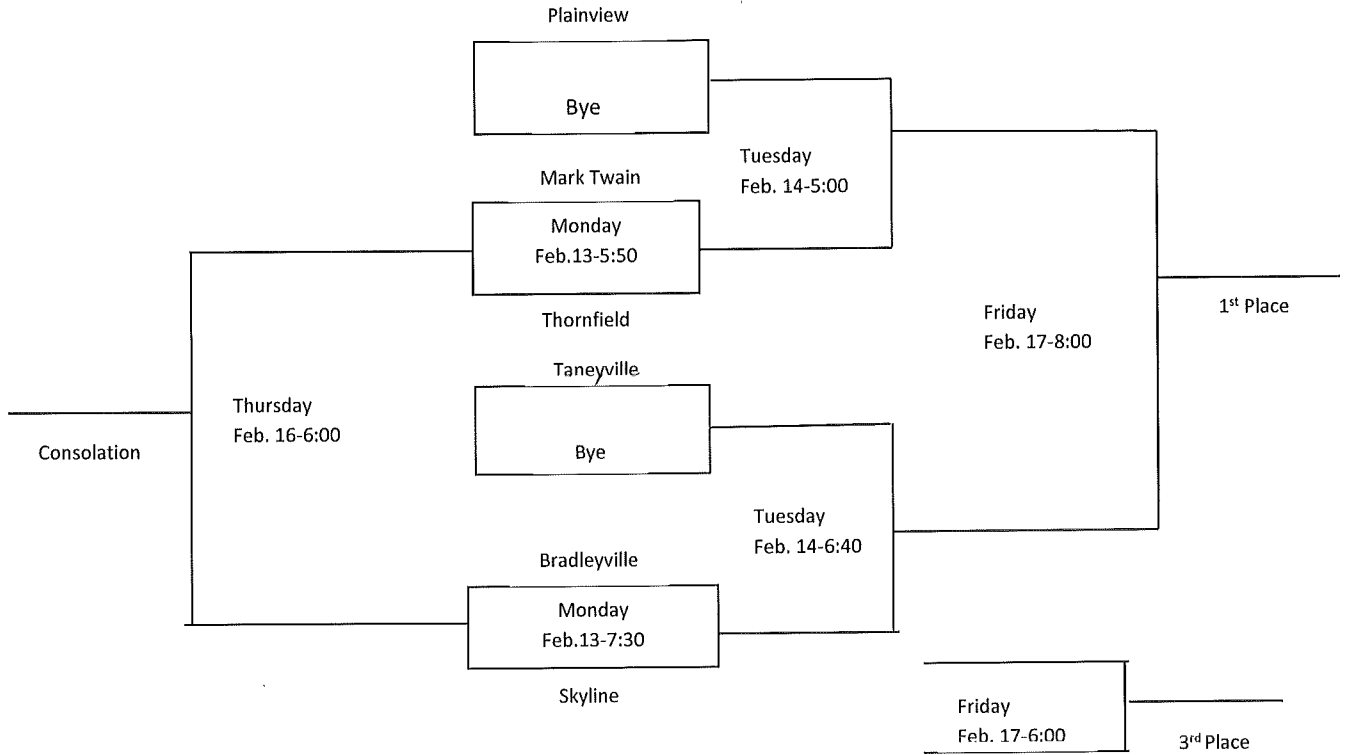 Plainview
Bye
Tuesday
Feb. 14-5:00
Mark Twain
Monday
Feb.13-5:50
Thornfield
Friday
Feb. 17-8:00
1st Place
Taneyville
Bye
Thursday
Feb. 16-6:00
Consolation
Tuesday
Feb. 14-6:40
Bradleyville
Monday
Feb.13-7:30
Skyline
Friday
Feb. 17-6:00
3rd Place